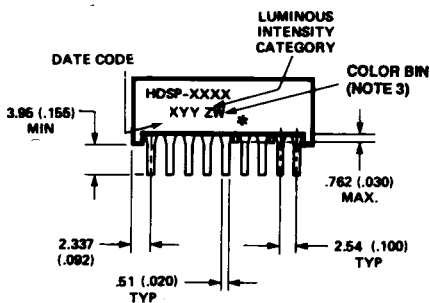 LUMINOUS
INTENSITY
CATEGORY
DATE CODE
COLOR BIN
(NOTE 3)
HDSP-XXXX
XYY ZW
*
3.95 (.155)
MIN
.762 (.030)
MAX.
2.337
(.092)
2.54 (.100)
TYP
.51 (.020)
TYP